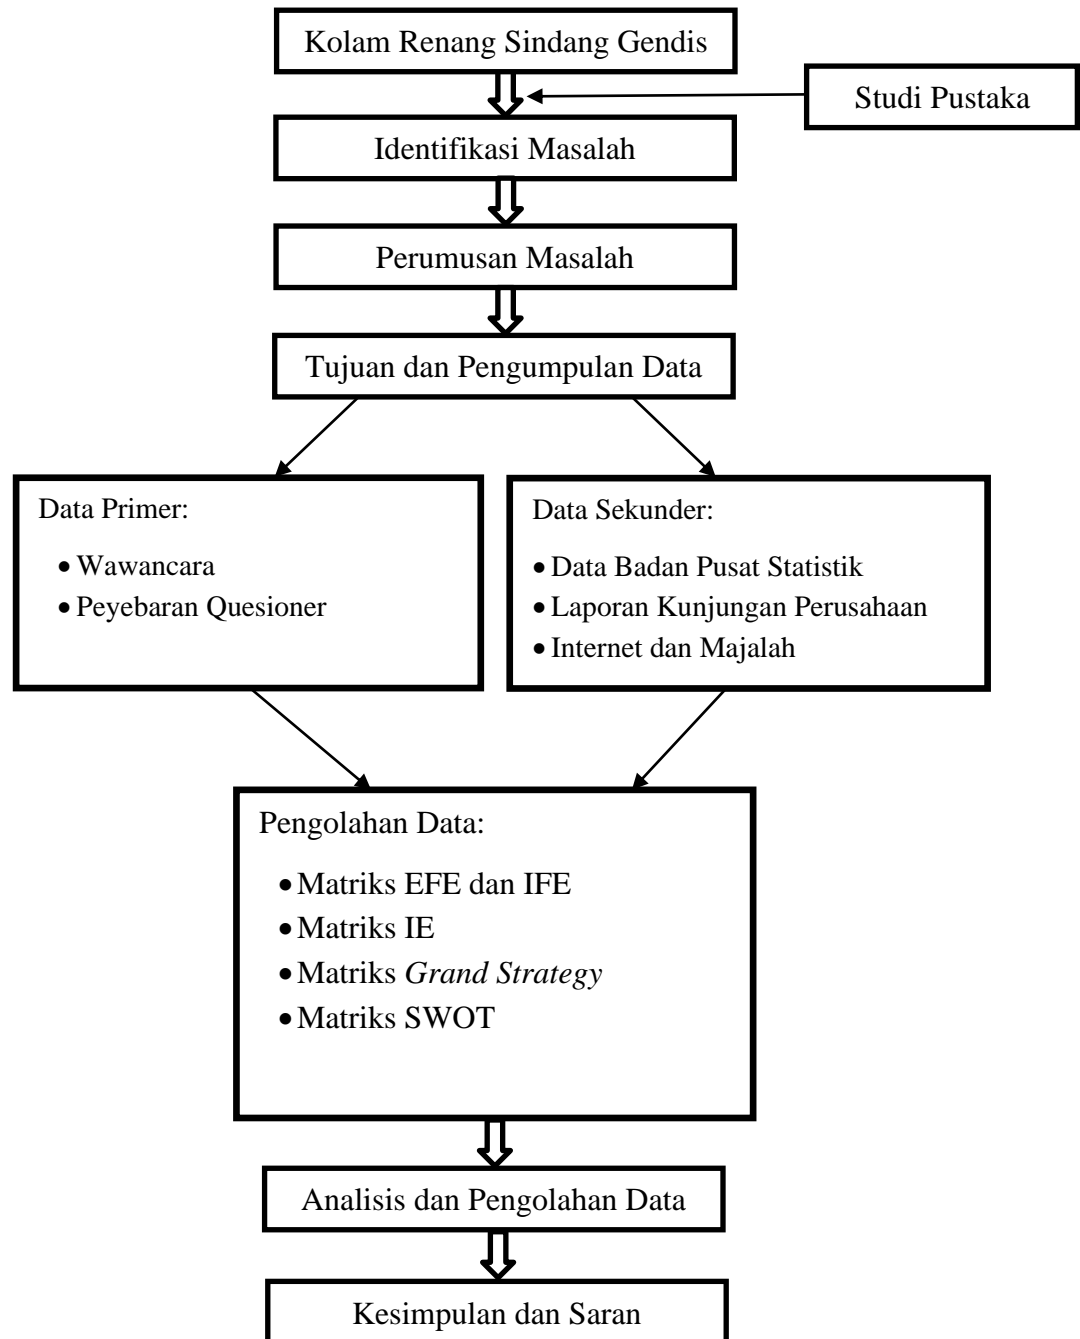 Kolam Renang Sindang Gendis
Studi Pustaka
Identifikasi Masalah
Perumusan Masalah
Tujuan dan Pengumpulan Data
Data Primer:
• Wawancara
• Peyebaran Quesioner
Data Sekunder:
• Data Badan Pusat Statistik
• Laporan Kunjungan Perusahaan
• Internet dan Majalah
Pengolahan Data:
• Matriks EFE dan IFE
• Matriks IE
• Matriks Grand Strategy
• Matriks SWOT
Analisis dan Pengolahan Data
Kesimpulan dan Saran